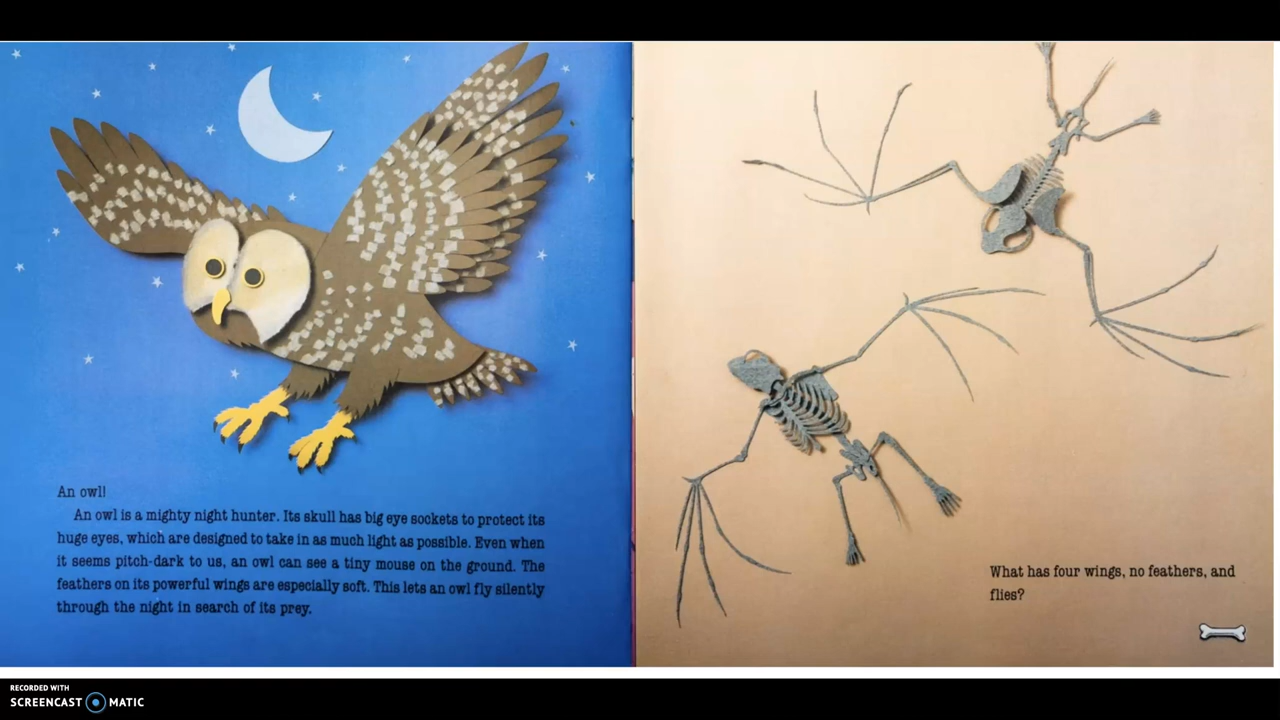 An owl!
An owl is a mighty night hunter. Its skull has big eye sockets to protect its
huge eyes, which are designed to take in as much light as possible. Even when
it seems pitch-dark to us, an owl can see a tiny mouse on the ground. The
feathers on its powerful wings are especially soft. This lets an owl fly silently
through the night in search of its prey.
What has four wings, no feathers, and
flies?
RECORDED WITH
SCREENCAST MATIC